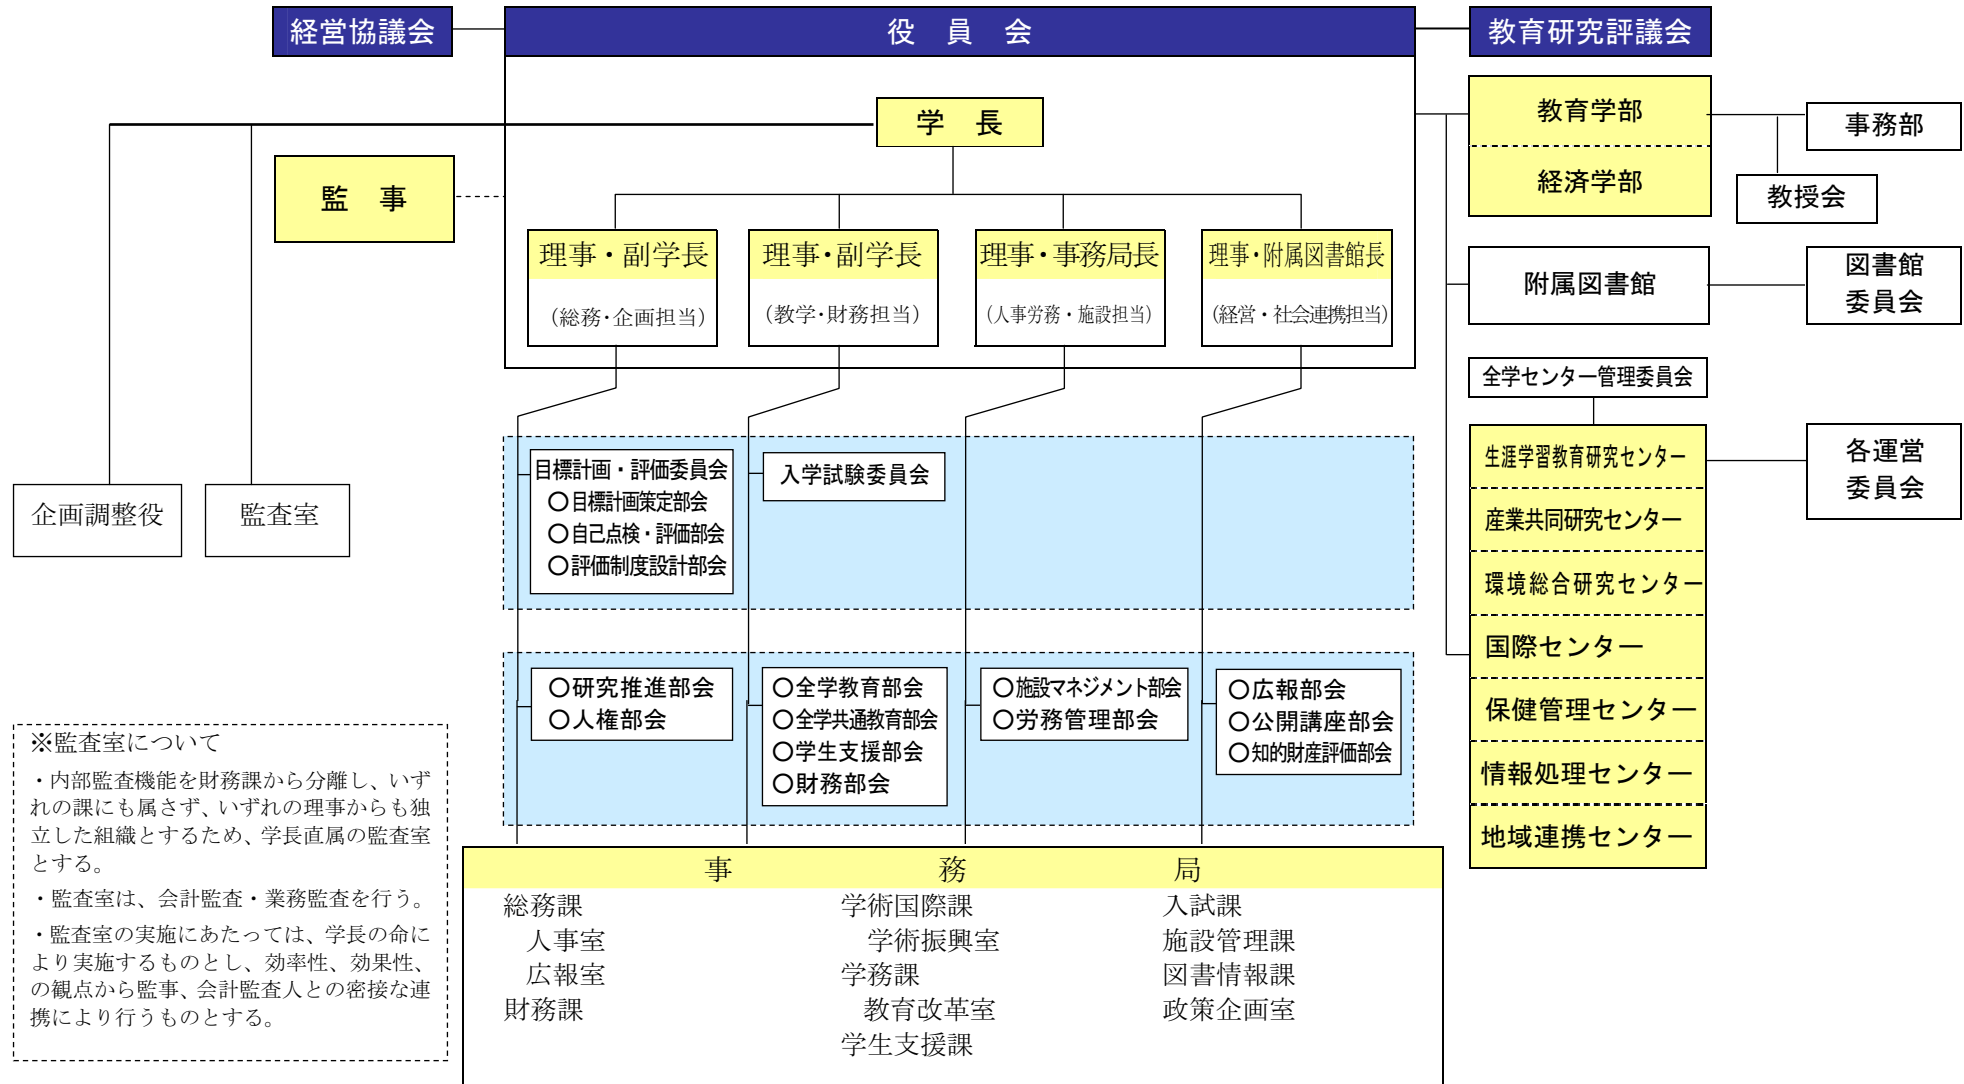 経営協議会
役 員 会
教育研究評議会
学 長
監 事
教育学部
経済学部
事務部
教授会
理事・副学長
(総務・企画担当)
理事・副学長
(教学・財務担当)
理事・事務局長
(人事労務・施設担当)
理事・附属図書館長
(経営・社会連携担当)
附属図書館
図書館
委員会
全学センター管理委員会
生涯学習教育研究センター
産業共同研究センター
環境総合研究センター
国際センター
保健管理センター
情報処理センター
地域連携センター
各運営
委員会
企画調整役
監査室
目標計画・評価委員会
〇目標計画策定部会
〇自己点検・評価部会
〇評価制度設計部会
入学試験委員会
〇研究推進部会
〇人権部会
〇全学教育部会
〇全学共通教育部会
〇学生支援部会
〇財務部会
〇施設マネジメント部会
〇労務管理部会
〇広報部会
〇公開講座部会
〇知的財産評価部会
※監査室について
・内部監査機能を財務課から分離し、いず
れの課にも属さず、いずれの理事からも独
立した組織とするため、学長直属の監査室
とする。
・監査室は、会計監査・業務監査を行う。
・監査室の実施にあたっては、学長の命に
より実施するものとし、効率性、効果性、
の観点から監事、会計監査人との密接な連
携により行うものとする。
事 務 局
総務課
人事室
広報室
財務課
学術国際課
学術振興室
学務課
教育改革室
学生支援課
入試課
施設管理課
図書情報課
政策企画室